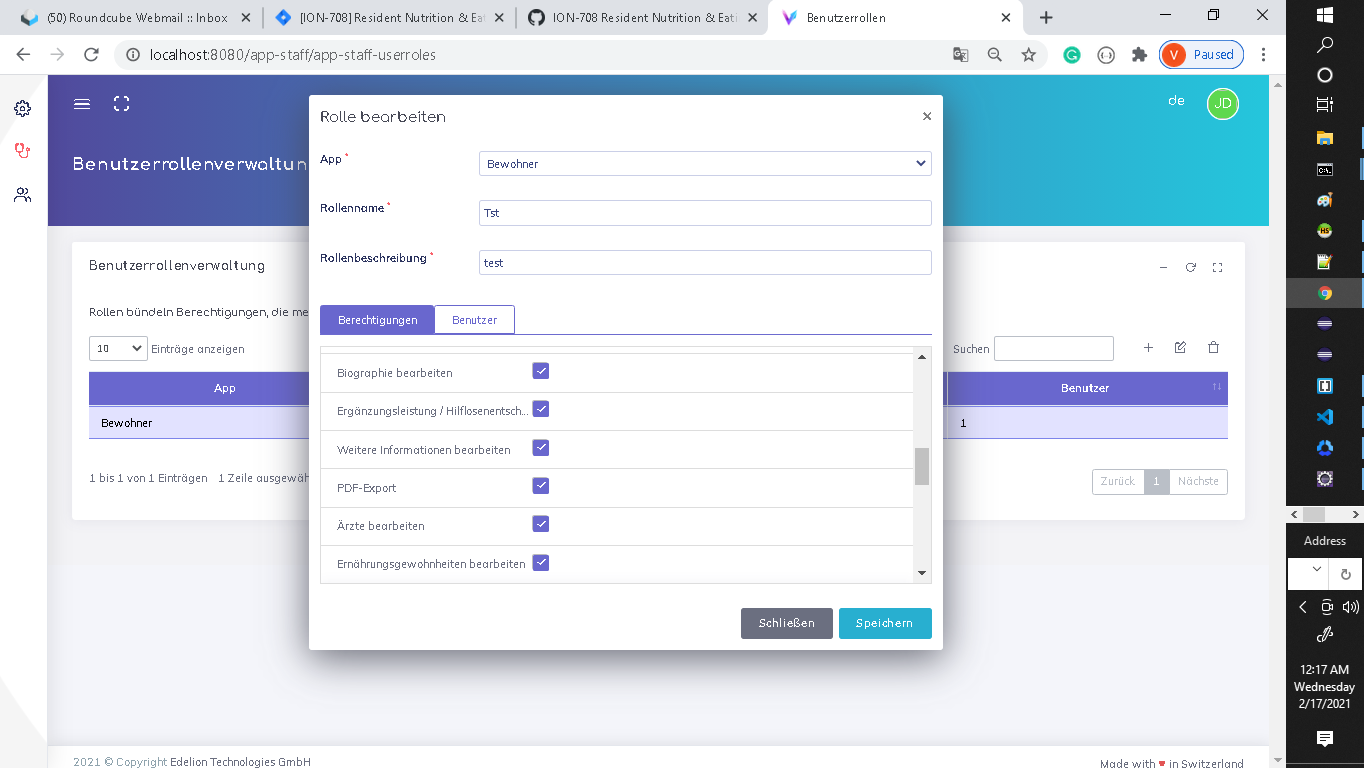 (50) Roundcube Webmail :: Inbox
[ION-708] Resident Nutrition & Eat
ION-708 Resident Nutrition & Eati
Benutzerrollen
localhost:8080/app-staff/app-staff-userroles
V
Paused
de
JD
Benutzerrollenverwaltun
Rolle bearbeiten
App *
Bewohner
Rollenname *
Tst
Rollenbeschreibung *
test
Berechtigungen
Benutzer
Biographie bearbeiten
Ergänzungsleistung / Hilflosenentsch...
Weitere Informationen bearbeiten
PDF-Export
Ärzte bearbeiten
Ernährungsgewohnheiten bearbeiten
Schließen
Speichern
Benutzerrollenverwaltung
Rollen bündeln Berechtigungen, die me
10
Einträge anzeigen
Suchen
App
Benutzer
Bewohner
1
1 bis 1 von 1 Einträgen
1 Zeile ausgewäh
Zurück
1
Nächste
2021 © Copyright Edelion Technologies GmbH
Made with ♥ in Switzerland
HS
Address
12:17 AM
Wednesday
2/17/2021